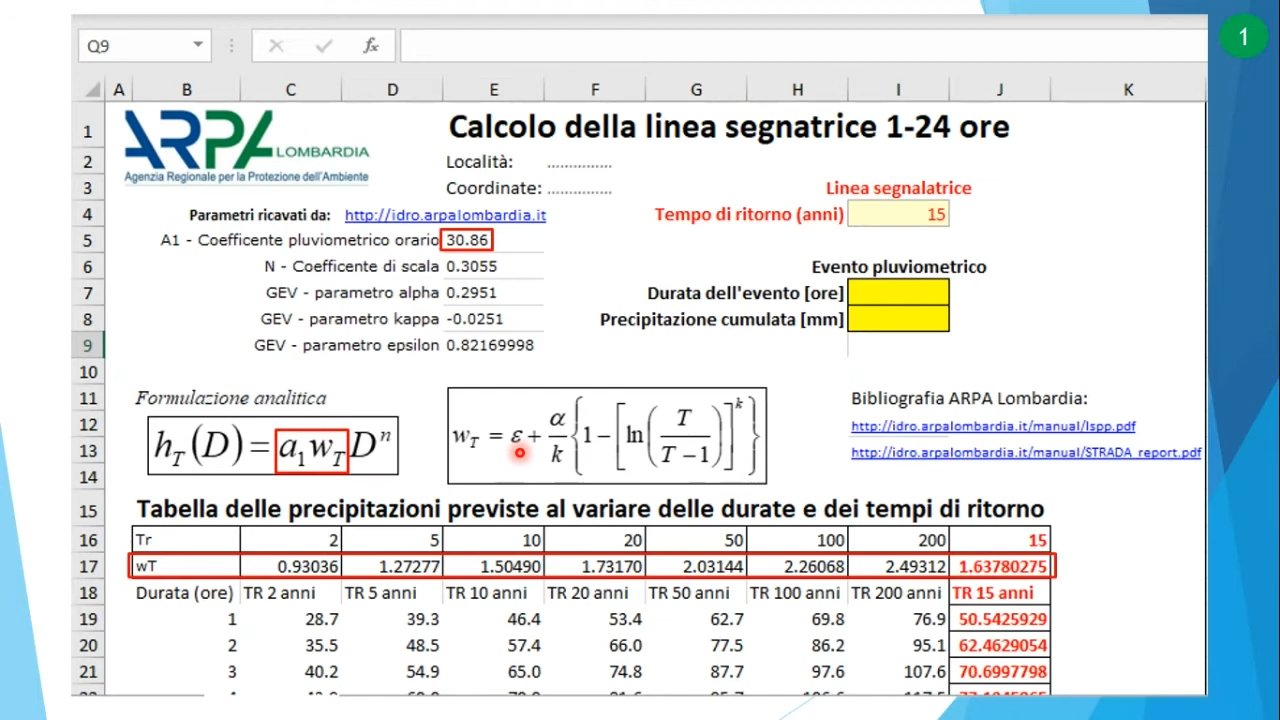 1
Q9
fx
A B C D E F G H I J K
1 Calcolo della linea segnatrice 1-24 ore
ARPA LOMBARDIA
Agenzia Regionale per la Protezione dell'Ambiente
2 Località: ...............
3 Coordinate: ............... Linea segnalatrice
4 Parametri ricavati da: http://idro.arpalombardia.it Tempo di ritorno (anni) 15
5 A1 - Coefficente pluviometrico orario 30.86
6 N - Coefficente di scala 0.3055 Evento pluviometrico
7 GEV - parametro alpha 0.2951 Durata dell'evento [ore]
8 GEV - parametro kappa -0.0251 Precipitazione cumulata [mm]
9 GEV - parametro epsilon 0.82169998
10
11 Formulazione analitica Bibliografia ARPA Lombardia:
12 http://idro.arpalombardia.it/manual/lspp.pdf
h_T(D) = a_1 w_T D^n
w_T = ε + α/k {1 − [ln(T/(T − 1))]^k}
13 http://idro.arpalombardia.it/manual/STRADA_report.pdf
14
15 Tabella delle precipitazioni previste al variare delle durate e dei tempi di ritorno
16 Tr 2 5 10 20 50 100 200 15
17 wT 0.93036 1.27277 1.50490 1.73170 2.03144 2.26068 2.49312 1.63780275
18 Durata (ore) TR 2 anni TR 5 anni TR 10 anni TR 20 anni TR 50 anni TR 100 anni TR 200 anni TR 15 anni
19 1 28.7 39.3 46.4 53.4 62.7 69.8 76.9 50.5425929
20 2 35.5 48.5 57.4 66.0 77.5 86.2 95.1 62.4629054
21 3 40.2 54.9 65.0 74.8 87.7 97.6 107.6 70.6997798